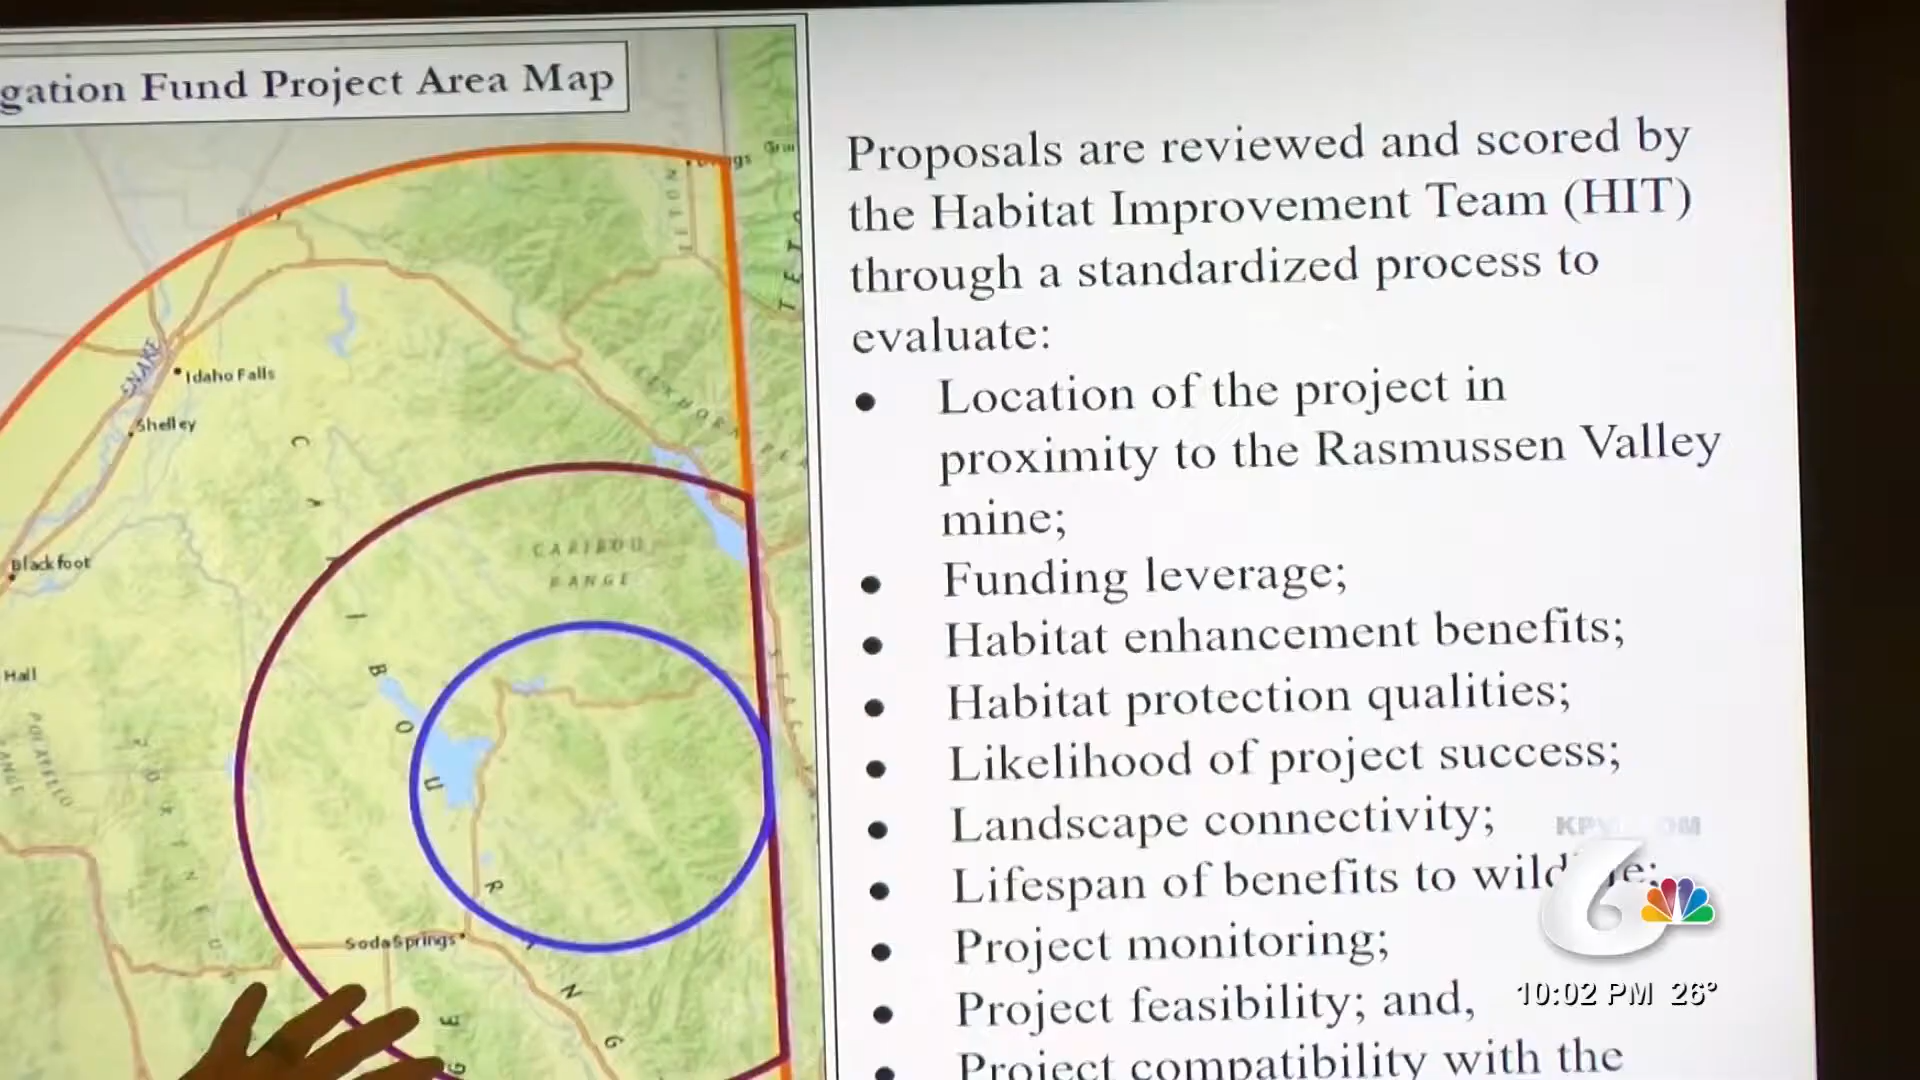 gation Fund Project Area Map
Proposals are reviewed and scored by
the Habitat Improvement Team (HIT)
through a standardized process to
evaluate:
• Location of the project in
proximity to the Rasmussen Valley
mine;
• Funding leverage;
• Habitat enhancement benefits;
• Habitat protection qualities;
• Likelihood of project success;
• Landscape connectivity;
• Lifespan of benefits to
• Project monitoring;
• Project feasibility; and,
• Project compatibility with the
SNAKE
Idaho Falls
Shelley
Blackfoot
Hall
CARIBOU
RANGE
C A R I B O U
R A N G E
Soda Springs
6
10:02 PM 26°